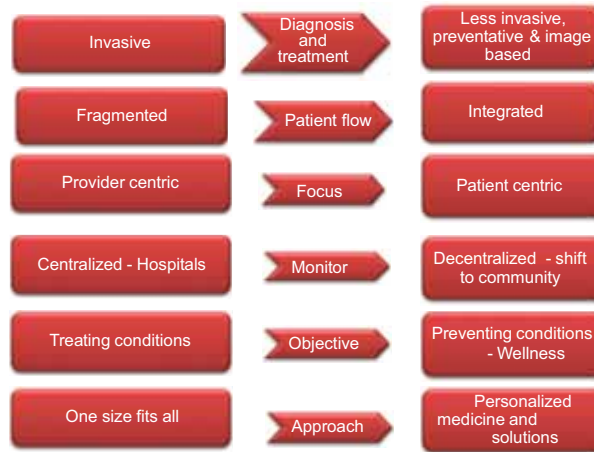 Invasive
Diagnosis
and
treatment
Less invasive,
preventative & image
based
Fragmented
Patient flow
Integrated
Provider centric
Focus
Patient centric
Centralized - Hospitals
Monitor
Decentralized - shift
to community
Treating conditions
Objective
Preventing conditions
- Wellness
One size fits all
Approach
Personalized
medicine and
solutions